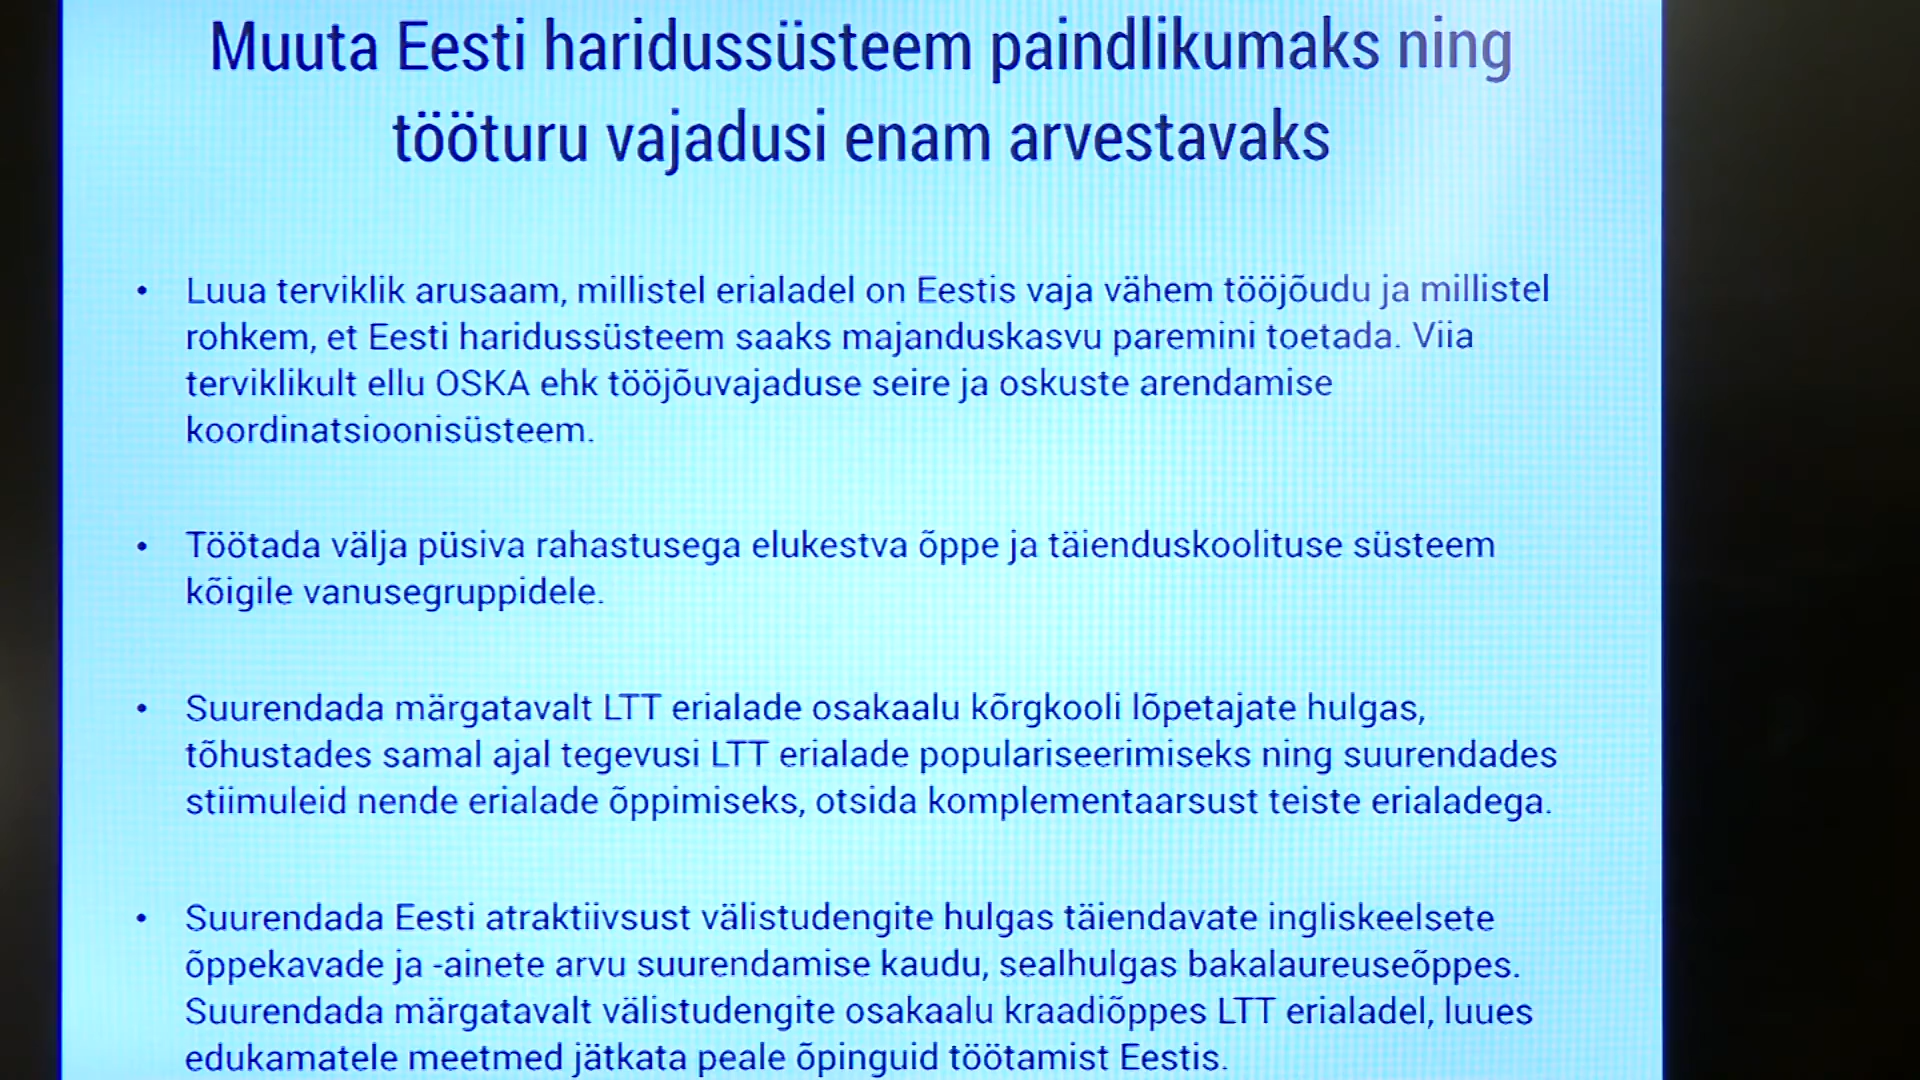 Muuta Eesti haridussüsteem paindlikumaks ning
tööturu vajadusi enam arvestavaks
• Luua terviklik arusaam, millistel erialadel on Eestis vaja vähem tööjõudu ja millistel
rohkem, et Eesti haridussüsteem saaks majanduskasvu paremini toetada. Viia
terviklikult ellu OSKA ehk tööjõuvajaduse seire ja oskuste arendamise
koordinatsioonisüsteem.
• Töötada välja püsiva rahastusega elukestva õppe ja täienduskoolituse süsteem
kõigile vanusegruppidele.
• Suurendada märgatavalt LTT erialade osakaalu kõrgkooli lõpetajate hulgas,
tõhustades samal ajal tegevusi LTT erialade populariseerimiseks ning suurendades
stiimuleid nende erialade õppimiseks, otsida komplementaarsust teiste erialadega.
• Suurendada Eesti atraktiivsust välistudengite hulgas täiendavate ingliskeelsete
õppekavade ja -ainete arvu suurendamise kaudu, sealhulgas bakalaureuseõppes.
Suurendada märgatavalt välistudengite osakaalu kraadiõppes LTT erialadel, luues
edukamatele meetmed jätkata peale õpinguid töötamist Eestis.